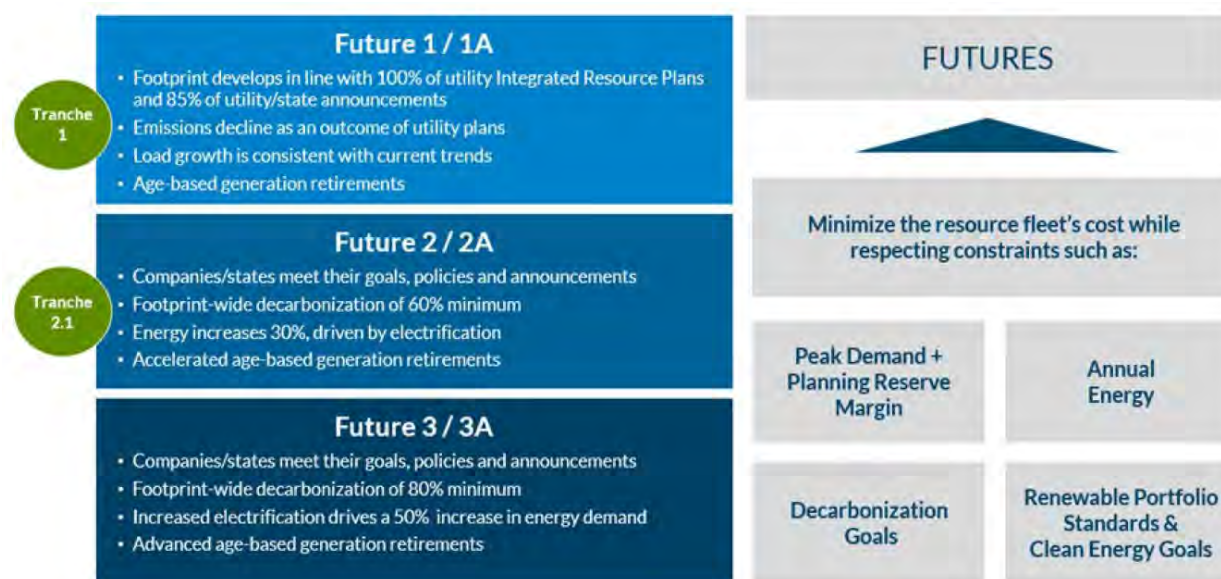 Tranche
1
Future 1 / 1A
• Footprint develops in line with 100% of utility Integrated Resource Plans
and 85% of utility/state announcements
• Emissions decline as an outcome of utility plans
• Load growth is consistent with current trends
• Age-based generation retirements
Tranche
2.1
Future 2 / 2A
• Companies/states meet their goals, policies and announcements
• Footprint-wide decarbonization of 60% minimum
• Energy increases 30%, driven by electrification
• Accelerated age-based generation retirements
Future 3 / 3A
• Companies/states meet their goals, policies and announcements
• Footprint-wide decarbonization of 80% minimum
• Increased electrification drives a 50% increase in energy demand
• Advanced age-based generation retirements
FUTURES
Minimize the resource fleet's cost while
respecting constraints such as:
Peak Demand +
Planning Reserve
Margin
Annual
Energy
Decarbonization
Goals
Renewable Portfolio
Standards &
Clean Energy Goals